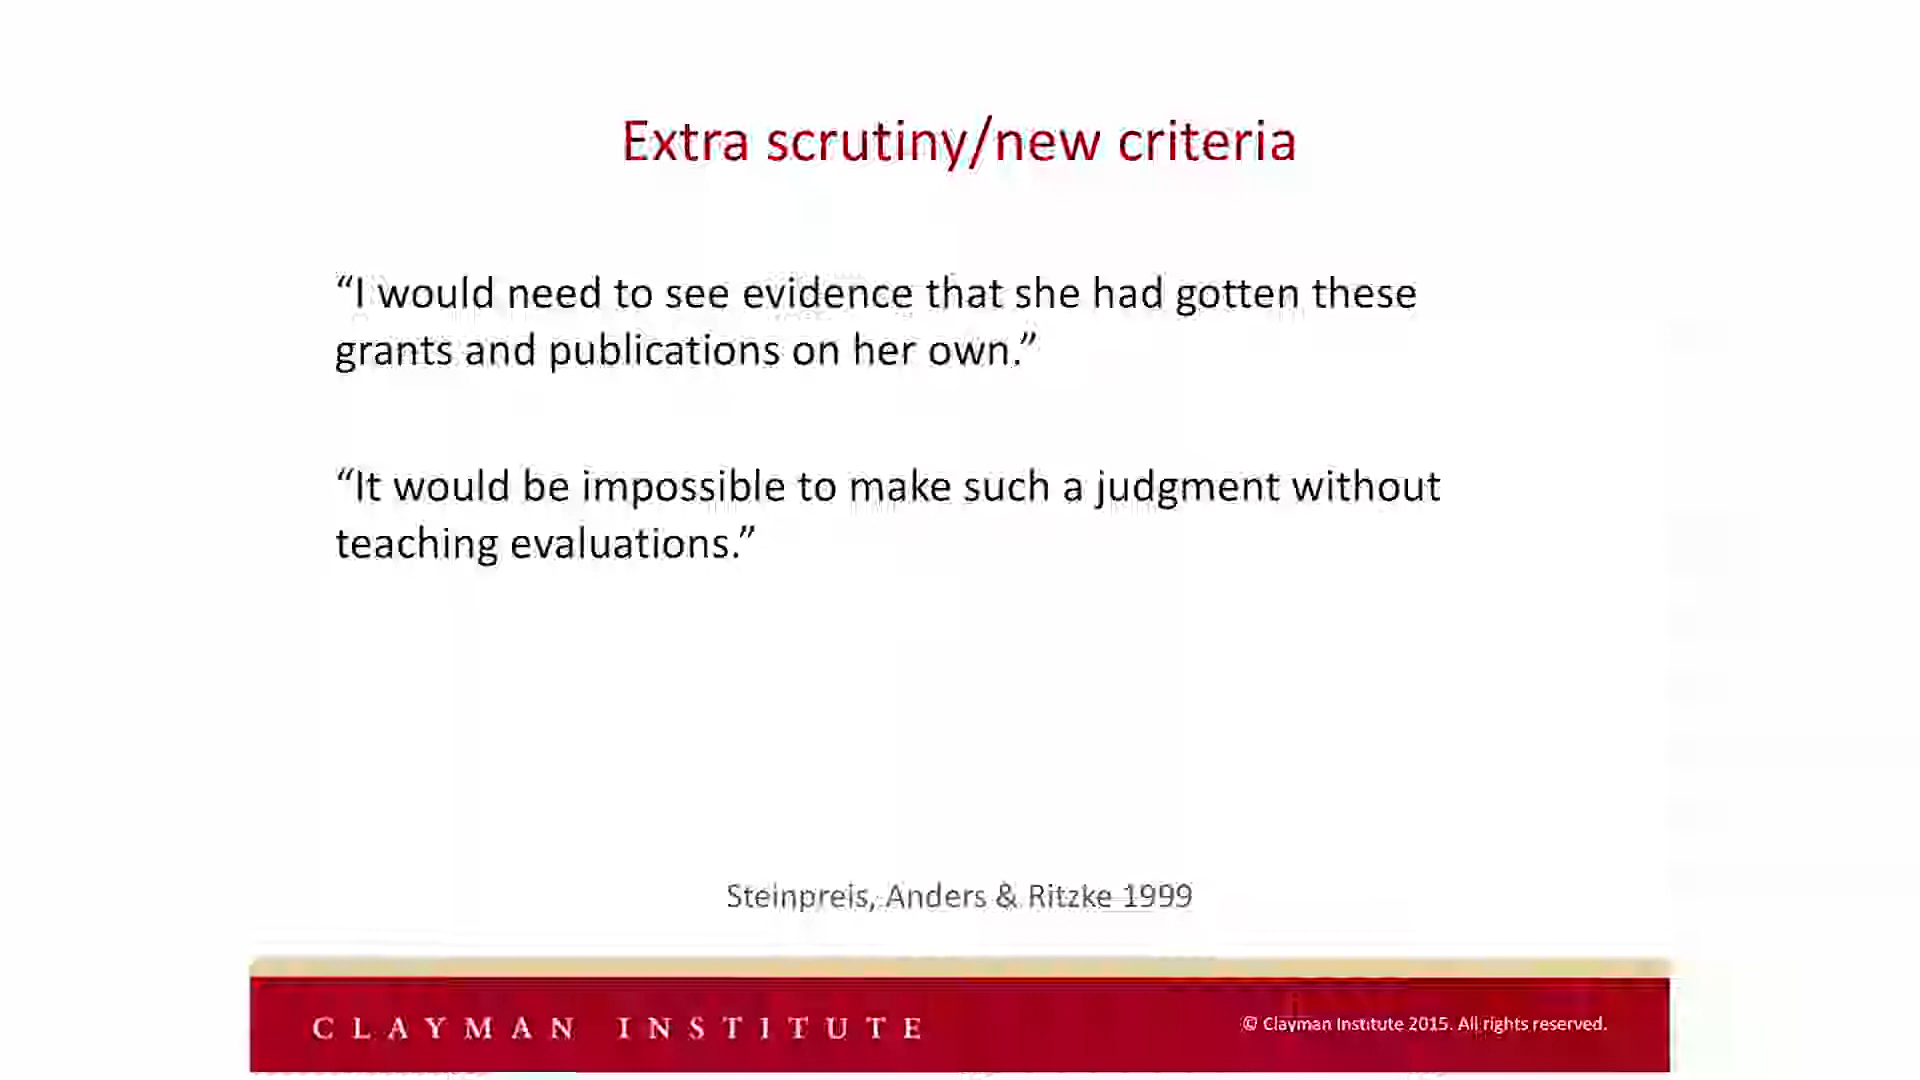 Extra scrutiny/new criteria
“I would need to see evidence that she had gotten these
grants and publications on her own.”
“It would be impossible to make such a judgment without
teaching evaluations.”
Steinpreis, Anders & Ritzke 1999
CLAYMAN INSTITUTE
© Clayman Institute 2015. All rights reserved.